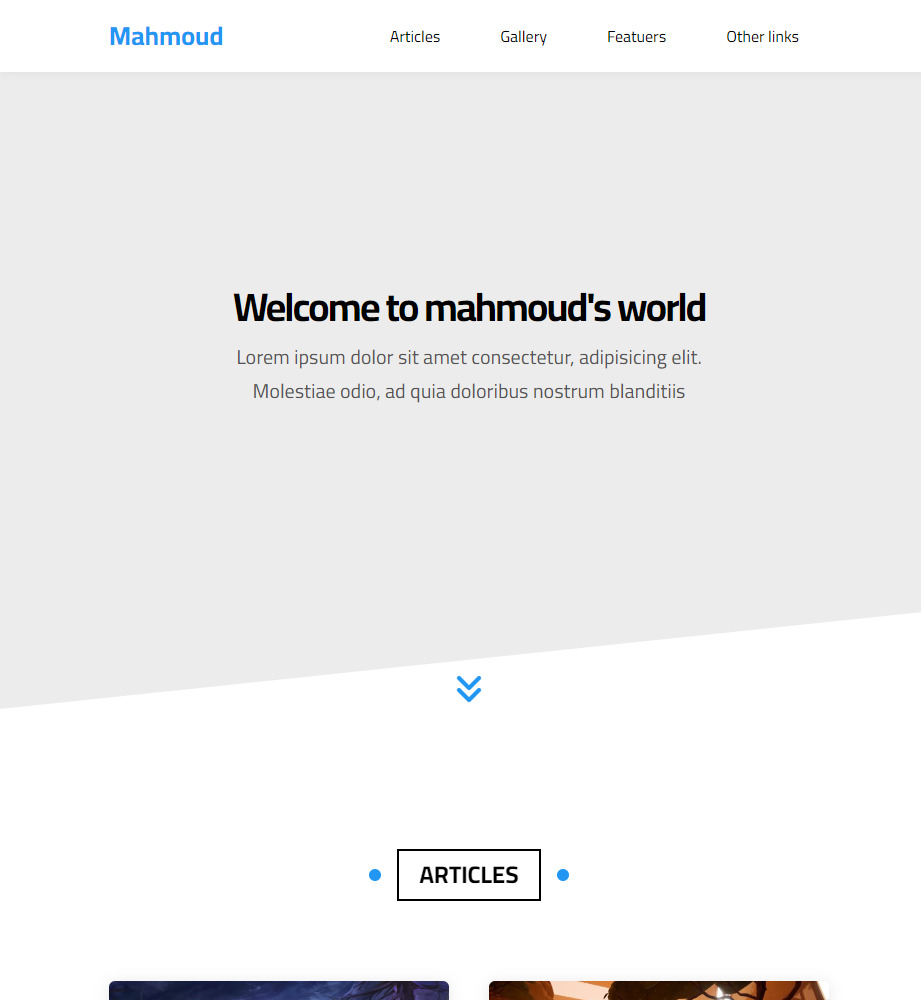 Mahmoud
Articles Gallery Featuers Other links
Welcome to mahmoud's world
Lorem ipsum dolor sit amet consectetur, adipisicing elit.
Molestiae odio, ad quia doloribus nostrum blanditiis
ARTICLES